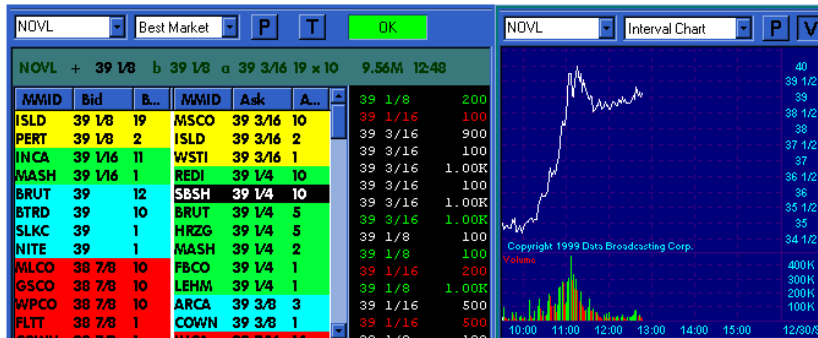 NOVL Best Market P T OK
NOVL + 39 1/8 b 39 1/8 a 39 3/16 19 x 10 9.56M 12:48
MMID Bid B... MMID Ask A...
ISLD 39 1/8 19 MSCO 39 3/16 10
PERT 39 1/8 2 ISLD 39 3/16 2
INCA 39 1/16 11 WSTI 39 3/16 1
MASH 39 1/16 1 REDI 39 1/4 10
BRUT 39 12 SBSH 39 1/4 10
BTRD 39 10 BRUT 39 1/4 5
SLKC 39 1 HRZG 39 1/4 5
NITE 39 1 MASH 39 1/4 2
MLCO 38 7/8 10 FBCO 39 1/4 1
GSCO 38 7/8 10 LEHM 39 1/4 1
WPCO 38 7/8 10 ARCA 39 3/8 3
FLTT 38 7/8 1 COWN 39 3/8 1
39 1/8 200
39 1/16 100
39 3/16 900
39 3/16 100
39 3/16 1.00K
39 3/16 100
39 3/16 1.00K
39 3/16 1.00K
39 1/8 100
39 1/8 100
39 1/16 200
39 1/8 1.00K
39 1/16 500
39 1/16 500
NOVL Interval Chart P V
40
39 1/2
39
38 1/2
38
37 1/2
37
36 1/2
36
35 1/2
35
34 1/2
Copyright 1999 Data Broadcasting Corp.
Volume
400K
300K
200K
100K
10:00 11:00 12:00 13:00 14:00 15:00 12/30/9